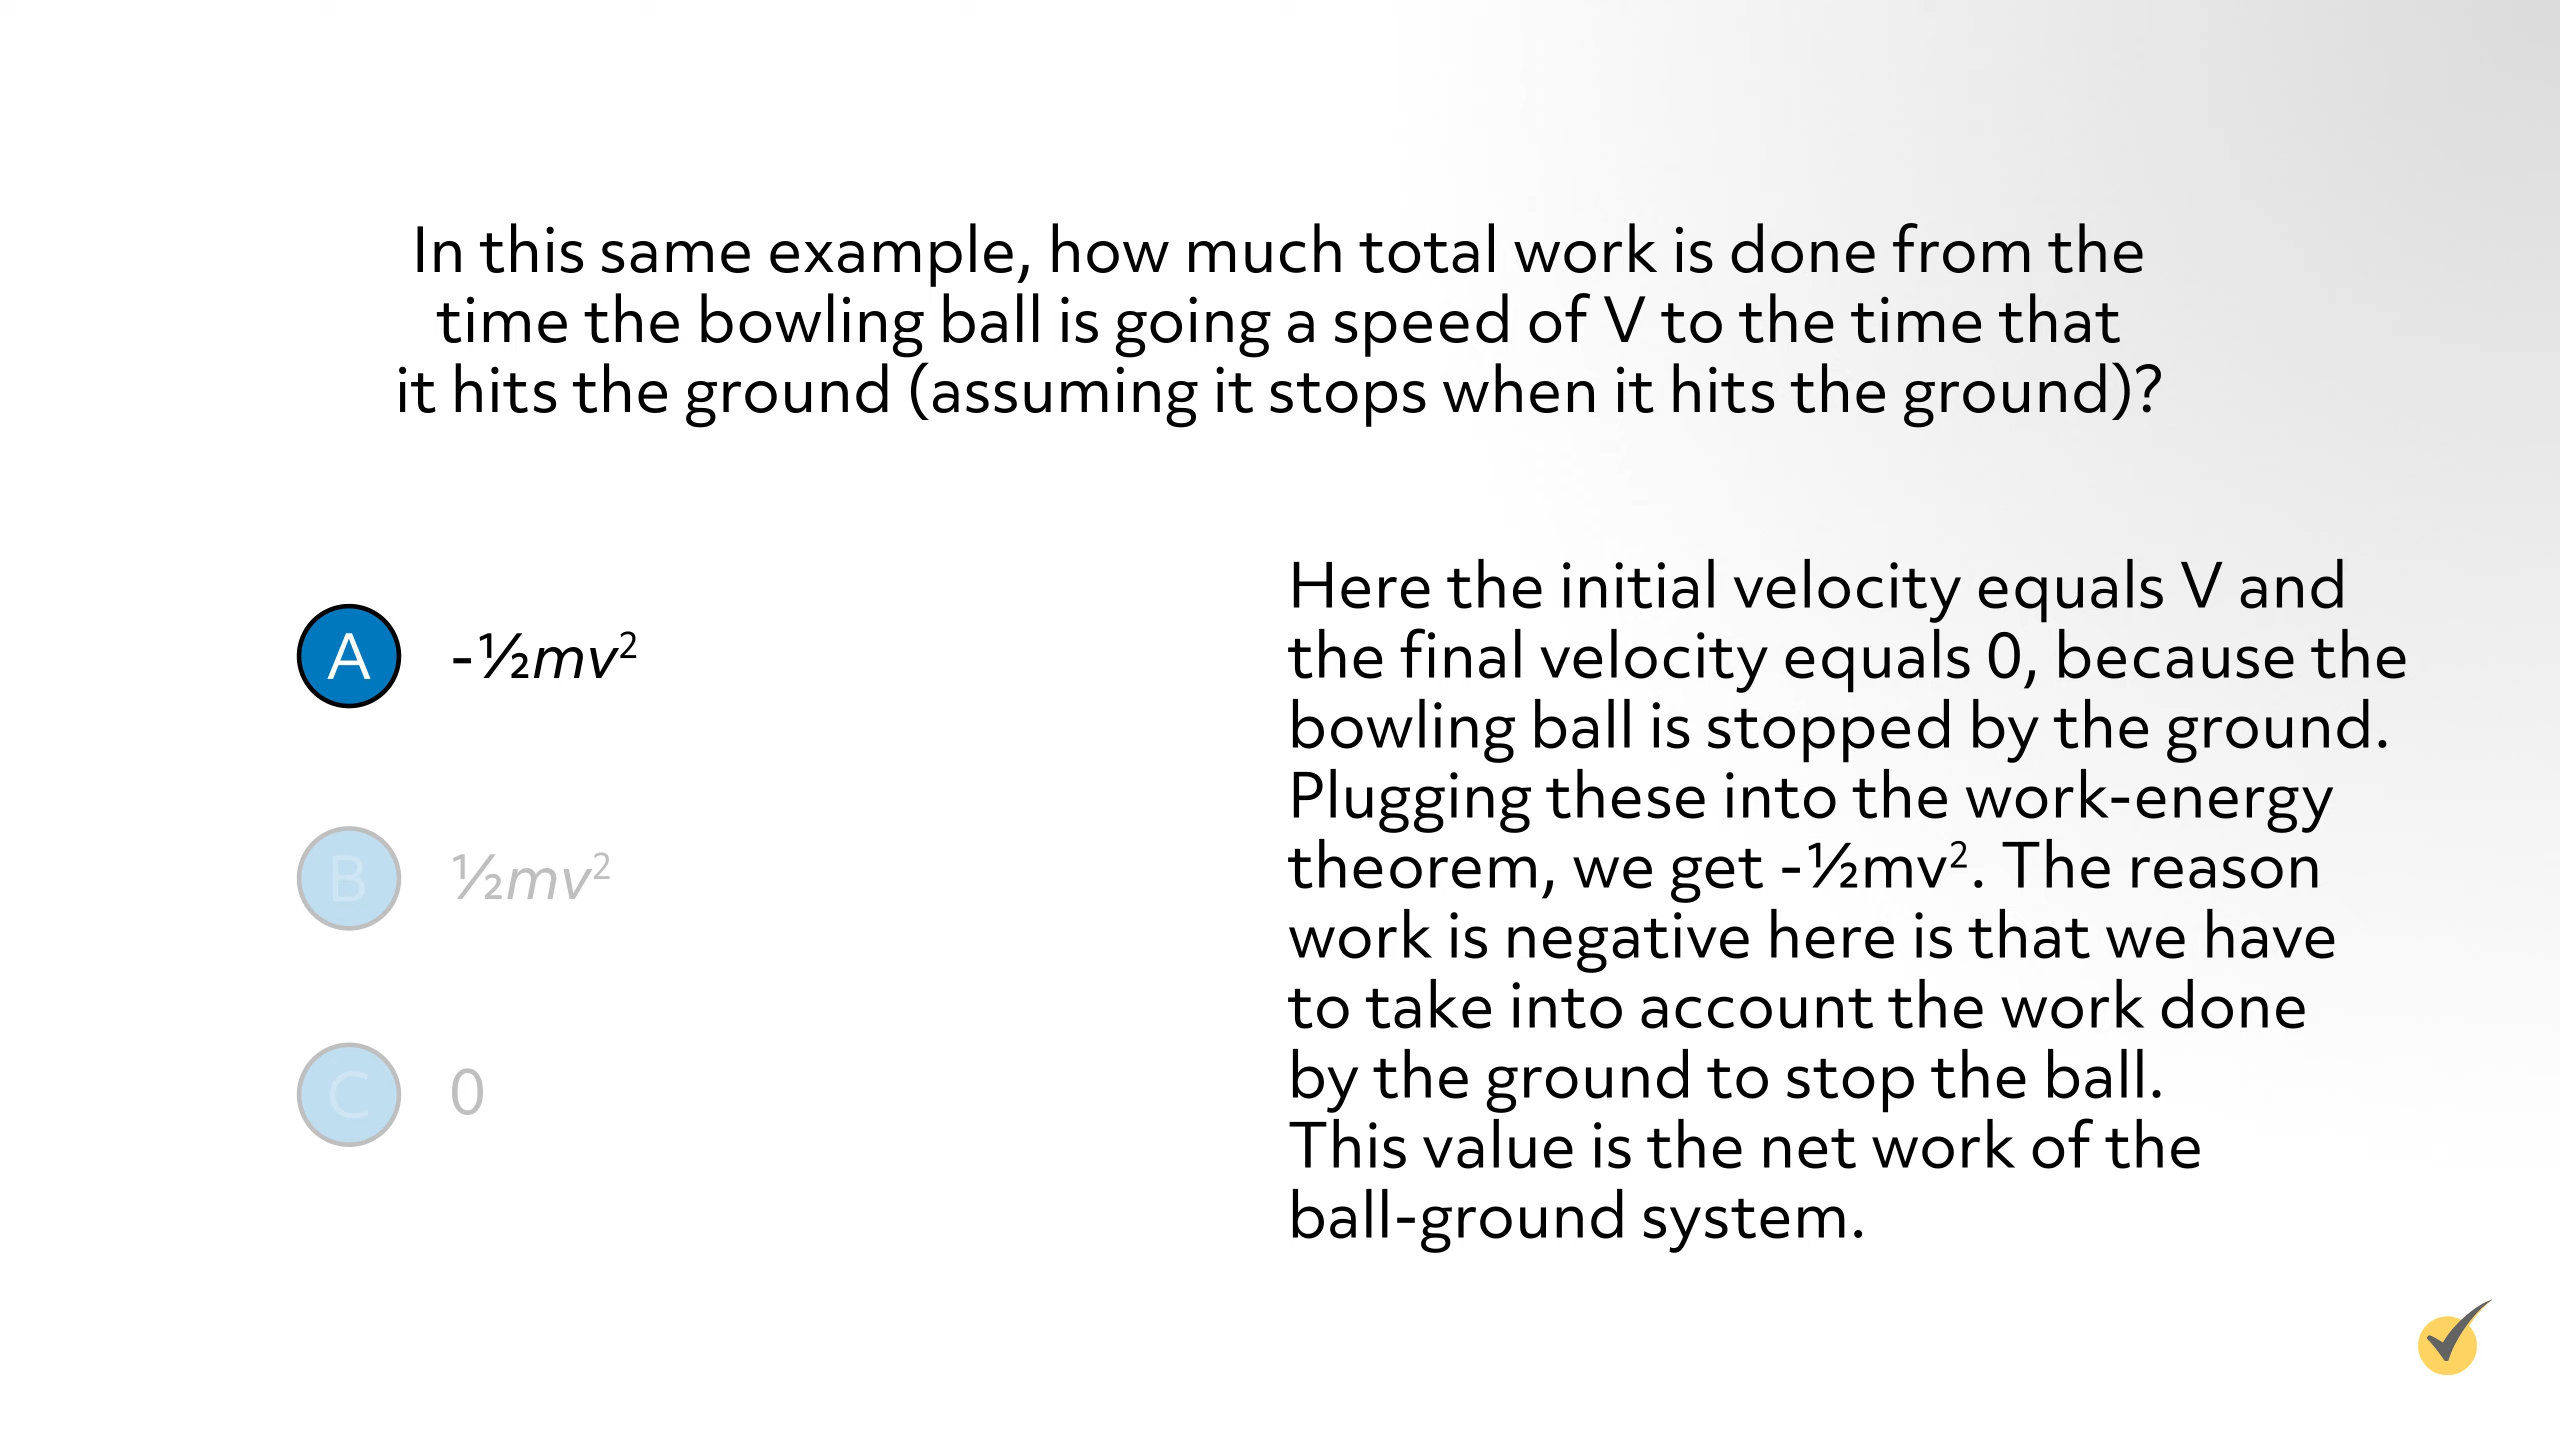 In this same example, how much total work is done from the
time the bowling ball is going a speed of V to the time that
it hits the ground (assuming it stops when it hits the ground)?
A -½mv²
B ½mv²
C 0
Here the initial velocity equals V and
the final velocity equals 0, because the
bowling ball is stopped by the ground.
Plugging these into the work-energy
theorem, we get -½mv². The reason
work is negative here is that we have
to take into account the work done
by the ground to stop the ball.
This value is the net work of the
ball-ground system.